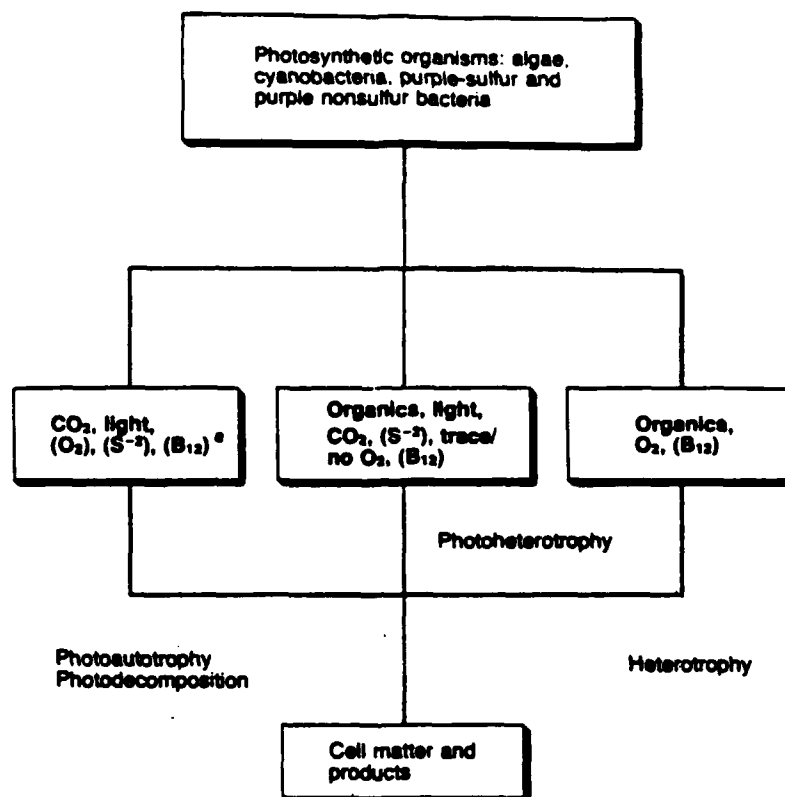 Photosynthetic organisms: algae,
cyanobacteria, purple-sulfur and
purple nonsulfur bacteria
CO₂, light,
(O₂), (S⁻²), (B₁₂)ᵃ
Organics, light,
CO₂, (S⁻²), trace/
no O₂, (B₁₂)
Organics,
O₂, (B₁₂)
Photoheterotrophy
Photoautotrophy
Photodecomposition
Heterotrophy
Cell matter and
products